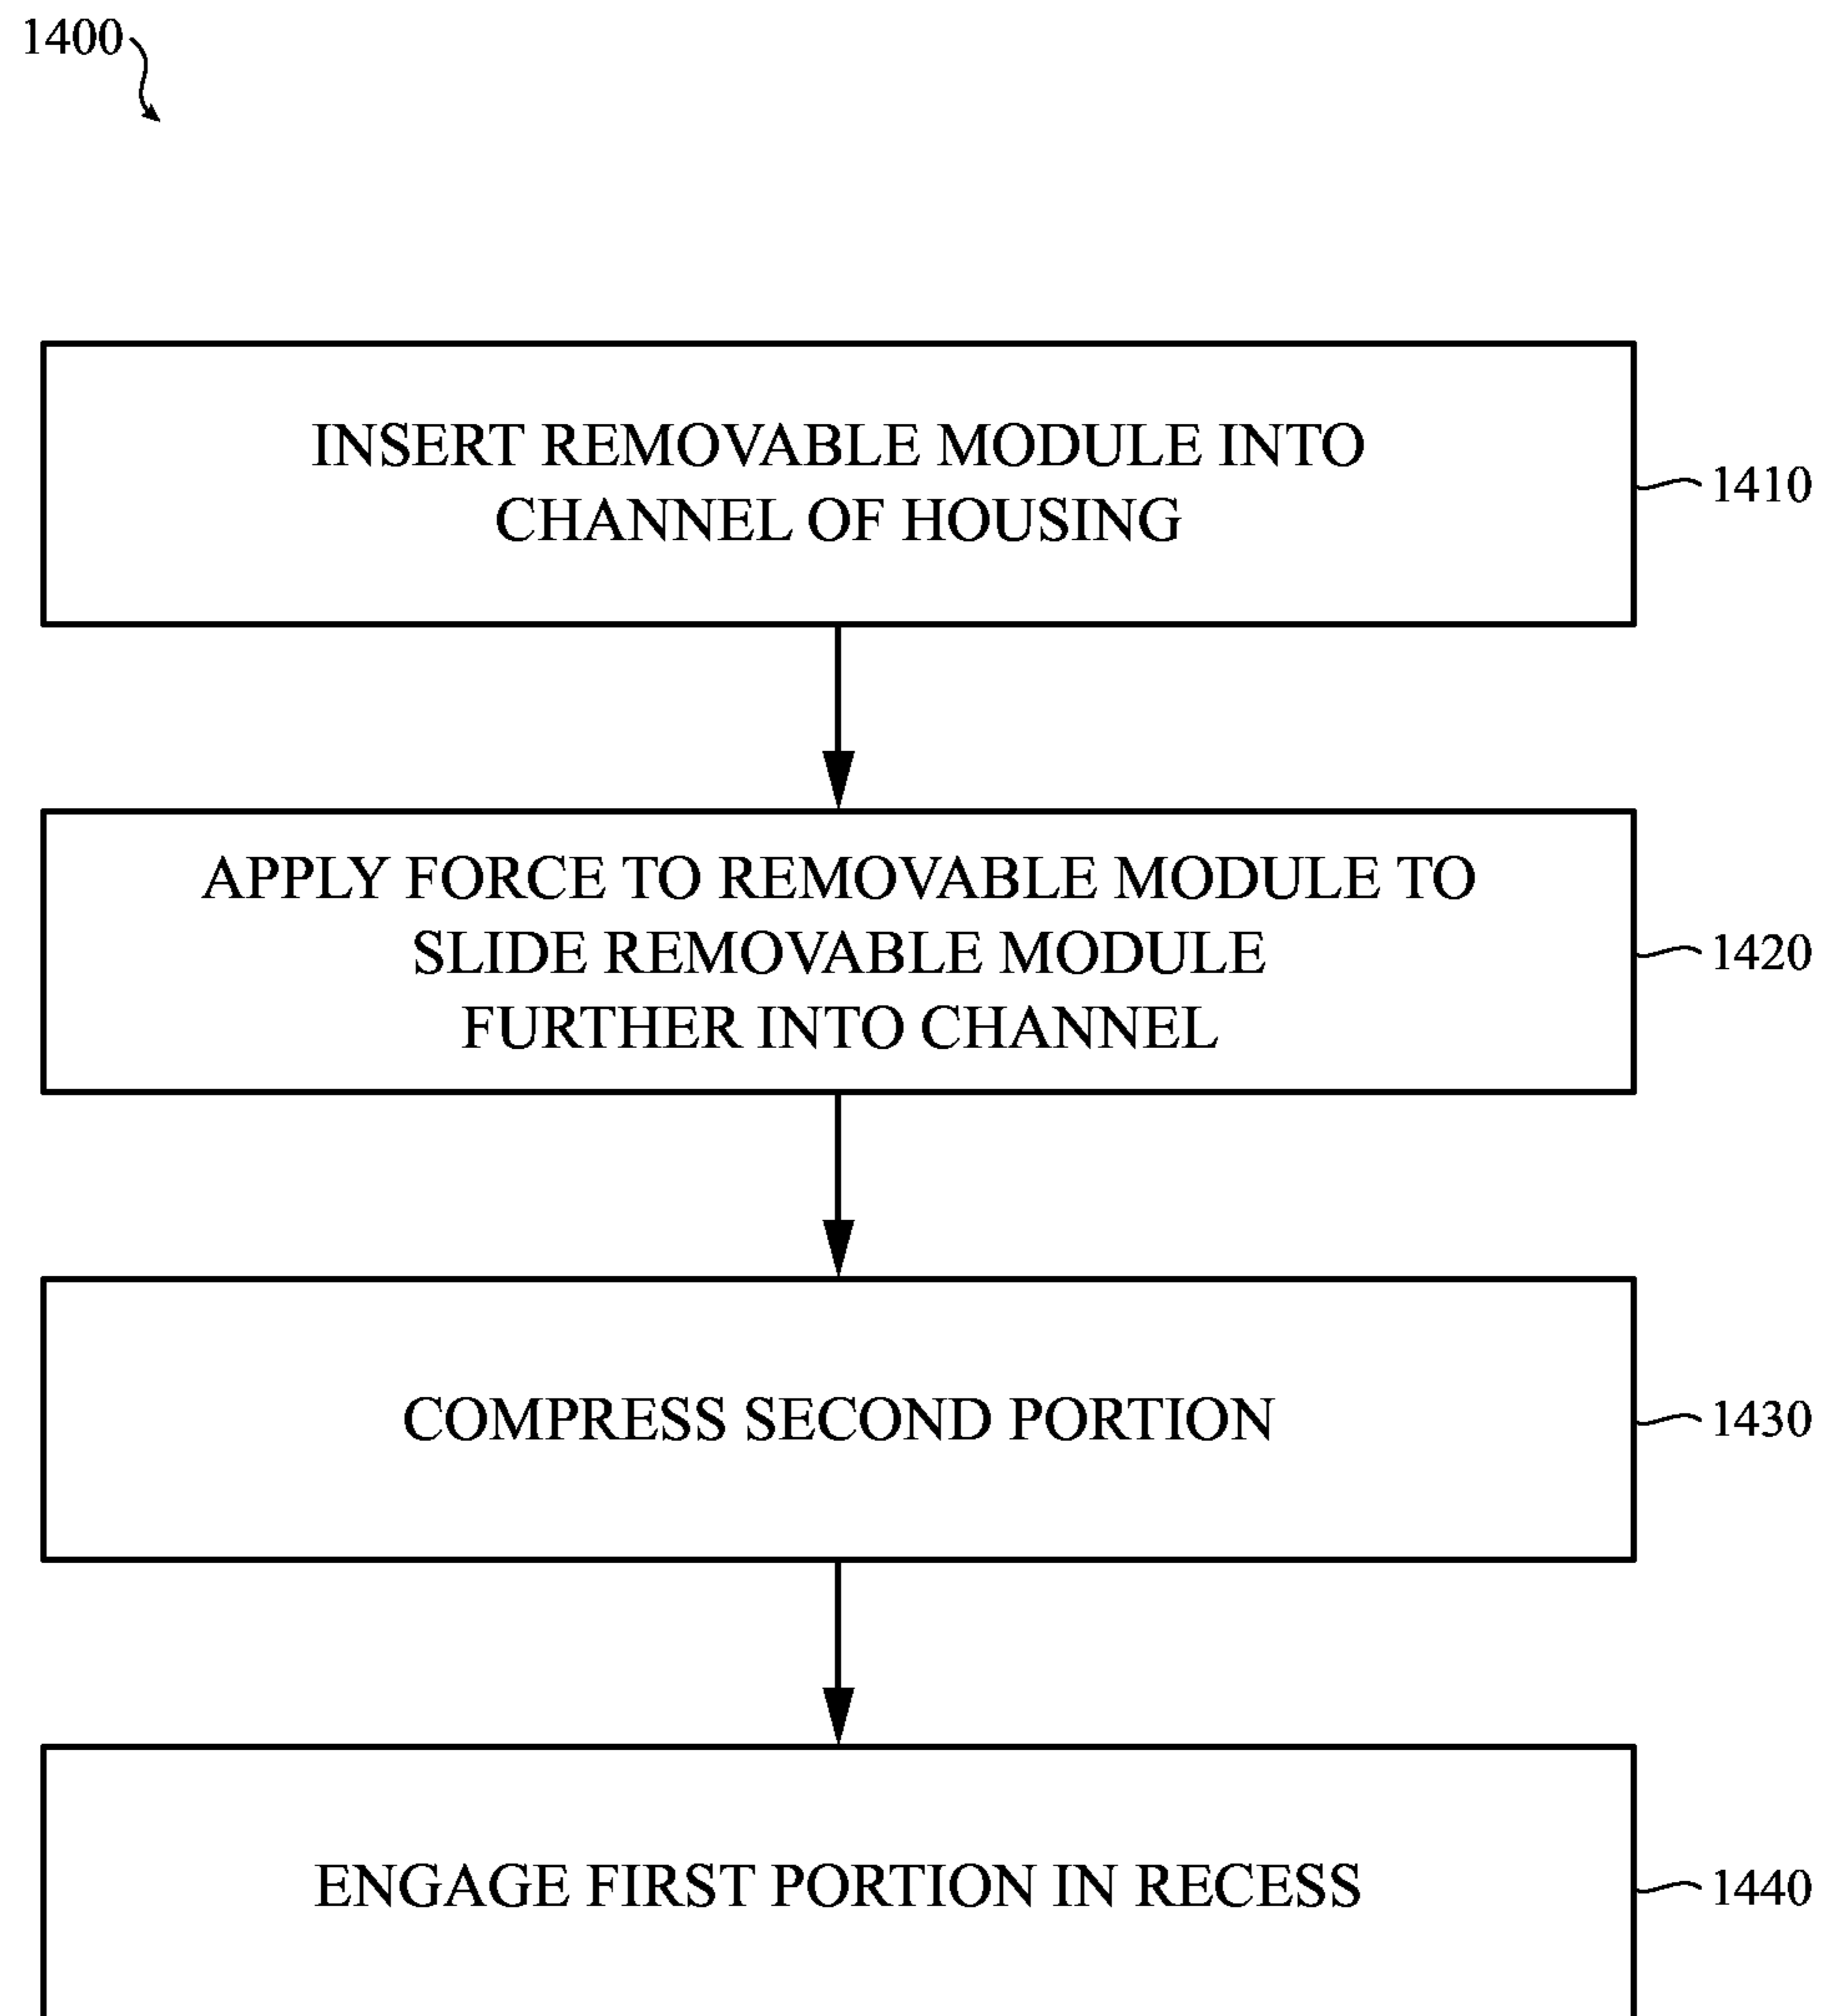 1400
INSERT REMOVABLE MODULE INTO
CHANNEL OF HOUSING
1410
APPLY FORCE TO REMOVABLE MODULE TO
SLIDE REMOVABLE MODULE
FURTHER INTO CHANNEL
1420
COMPRESS SECOND PORTION
1430
ENGAGE FIRST PORTION IN RECESS
1440